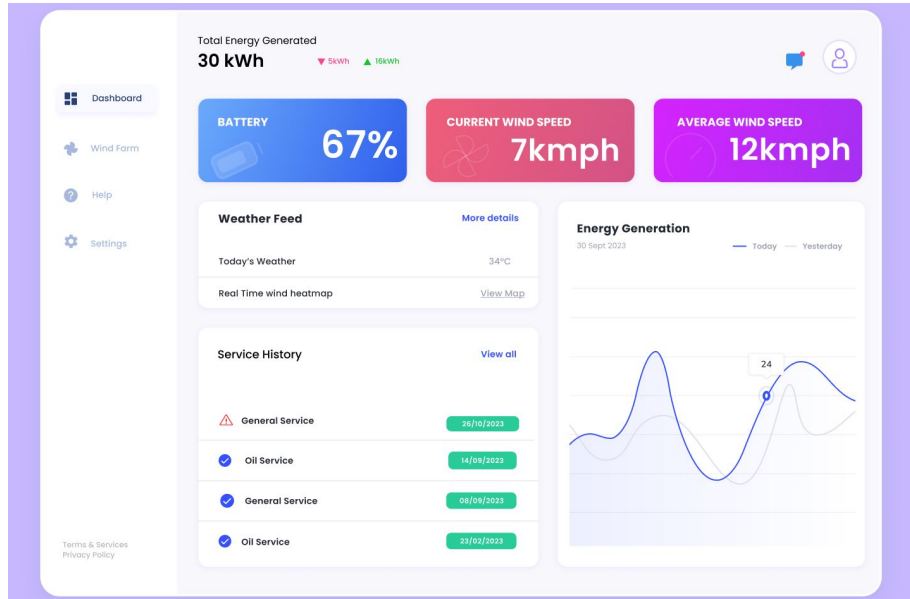 Total Energy Generated
30 kWh
5kWh
16kWh
Dashboard
Wind Farm
Help
Settings
Terms & Services
Privacy Policy
BATTERY
67%
CURRENT WIND SPEED
7kmph
AVERAGE WIND SPEED
12kmph
Weather Feed
More details
Today's Weather
34°C
Real Time wind heatmap
View Map
Service History
View all
General Service
26/10/2023
Oil Service
14/09/2023
General Service
08/09/2023
Oil Service
23/02/2023
Energy Generation
30 Sept 2023
Today
Yesterday
24